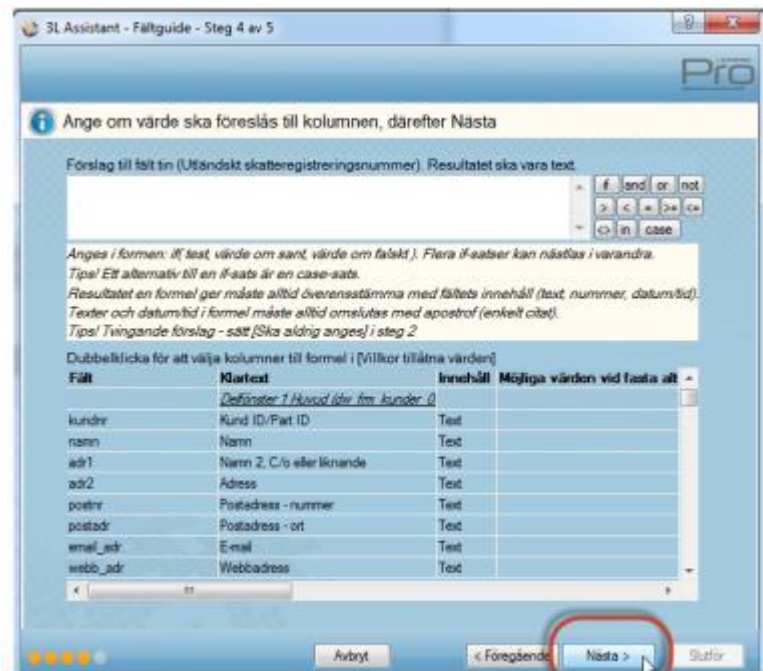 3L Assistant - Fältguide - Steg 4 av 5
Pro
Ange om värde ska föreslås till kolumnen, därefter Nästa
Förslag till fält tin (Utländskt skatteregistreringsnummer). Resultatet ska vara text.
if and or not
> < = >= <=
<> in case
Anges i formen: if( test, värde om sant, värde om falskt ). Flera if-satser kan nästlas i varandra.
Tips! Ett alternativ till en if-sats är en case-sats.
Resultatet en formel ger måste alltid överensstämma med fältets innehåll (text, nummer, datum/tid).
Texter och datum/tid i formel måste alltid omslutas med apostrof (enkelt citat).
Tips! Tvingande förslag - sätt [Ska aldrig anges] i steg 2
Dubbelklicka för att välja kolumner till formel i [Villkor tillåtna värden]
Fält Klartext Innehåll Möjliga värden vid fasta alt
Delfönster 1 Huvud (dw_frm_kunder_0
kundnr Kund ID/Part ID Text
namn Namn Text
adr1 Namn 2, C/o eller liknande Text
adr2 Adress Text
postnr Postadress - nummer Text
postadr Postadress - ort Text
email_adr E-mail Text
webb_adr Webbadress Text
Avbryt < Föregående Nästa > Slutför